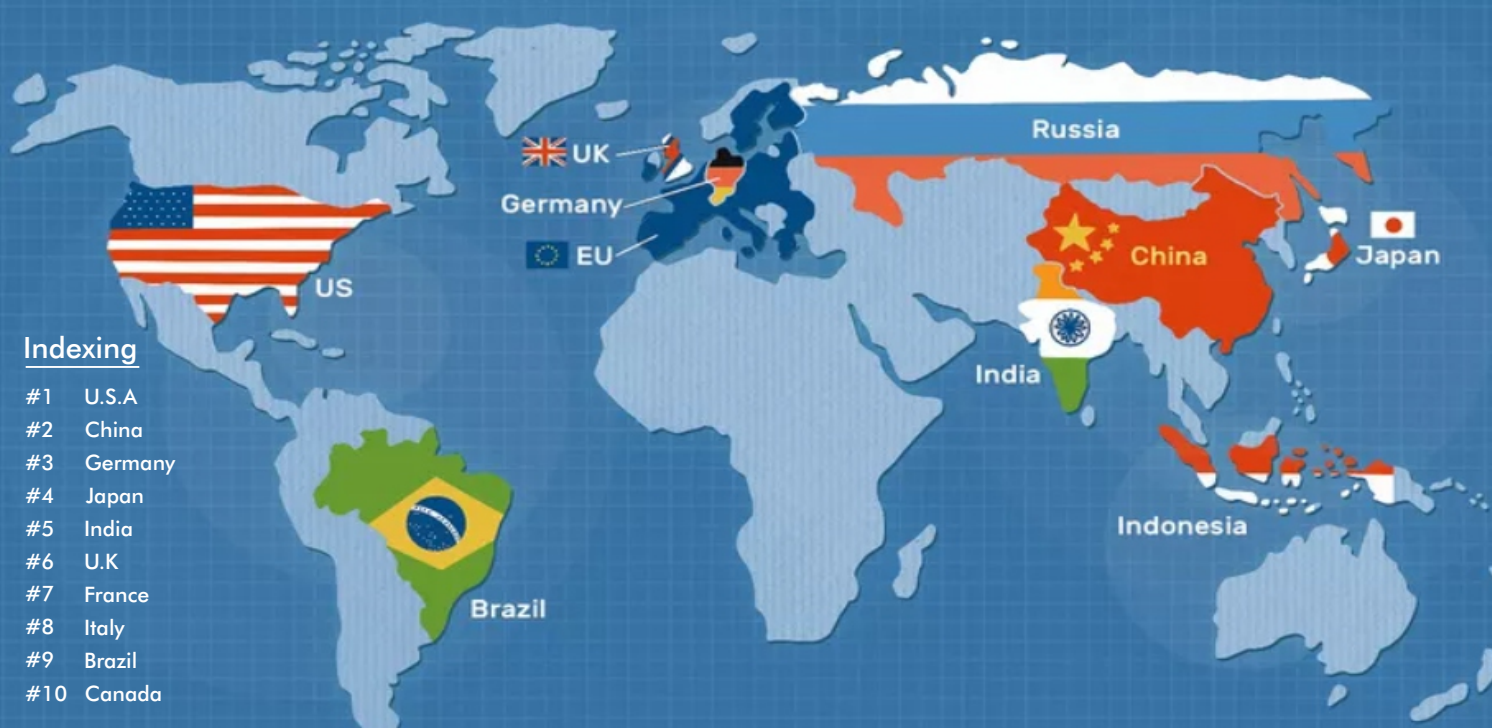 Russia
UK
Germany
EU
China
Japan
US
India
Indonesia
Brazil
Indexing
#1 U.S.A
#2 China
#3 Germany
#4 Japan
#5 India
#6 U.K
#7 France
#8 Italy
#9 Brazil
#10 Canada